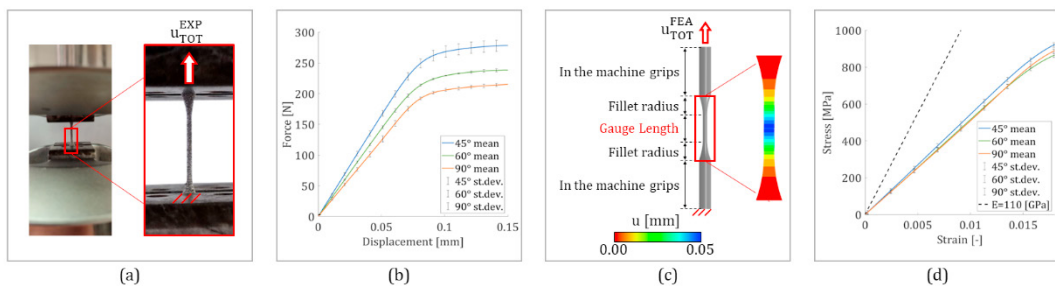 u_TOT^EXP
(a)
Force [N]
300
250
200
150
100
50
0
0
0.05
0.1
0.15
Displacement [mm]
45° mean
60° mean
90° mean
45° st.dev.
60° st.dev.
90° st.dev.
(b)
u_TOT^FEA
In the machine grips
Fillet radius
Gauge Length
Fillet radius
In the machine grips
u [mm]
0.00
0.05
(c)
Stress [MPa]
1000
800
600
400
200
0
0
0.005
0.01
0.015
Strain [-]
45° mean
60° mean
90° mean
45° st.dev.
60° st.dev.
90° st.dev.
E=110 [GPa]
(d)